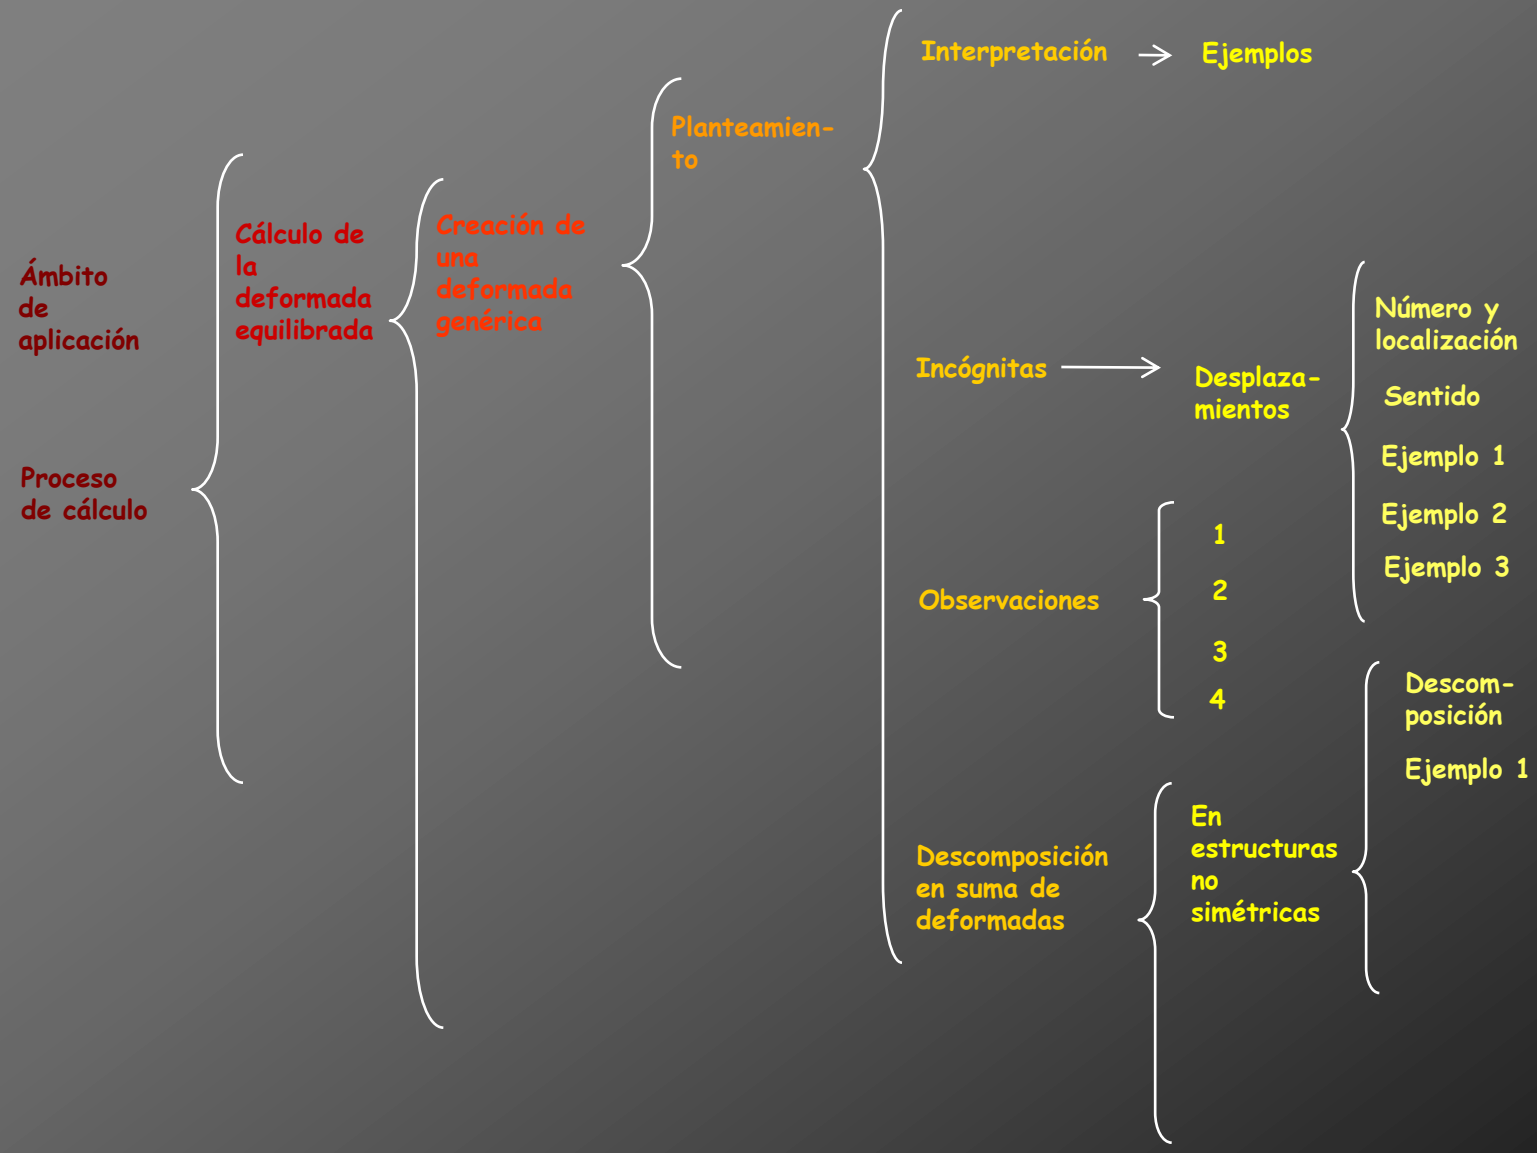 Ámbito
de
aplicación
Proceso
de cálculo
Cálculo de
la
deformada
equilibrada
Creación de
una
deformada
genérica
Planteamien-
to
Interpretación
Ejemplos
Incógnitas
Desplaza-
mientos
Número y
localización
Sentido
Ejemplo 1
Ejemplo 2
Ejemplo 3
Observaciones
1
2
3
4
Descomposición
en suma de
deformadas
En
estructuras
no
simétricas
Descom-
posición
Ejemplo 1